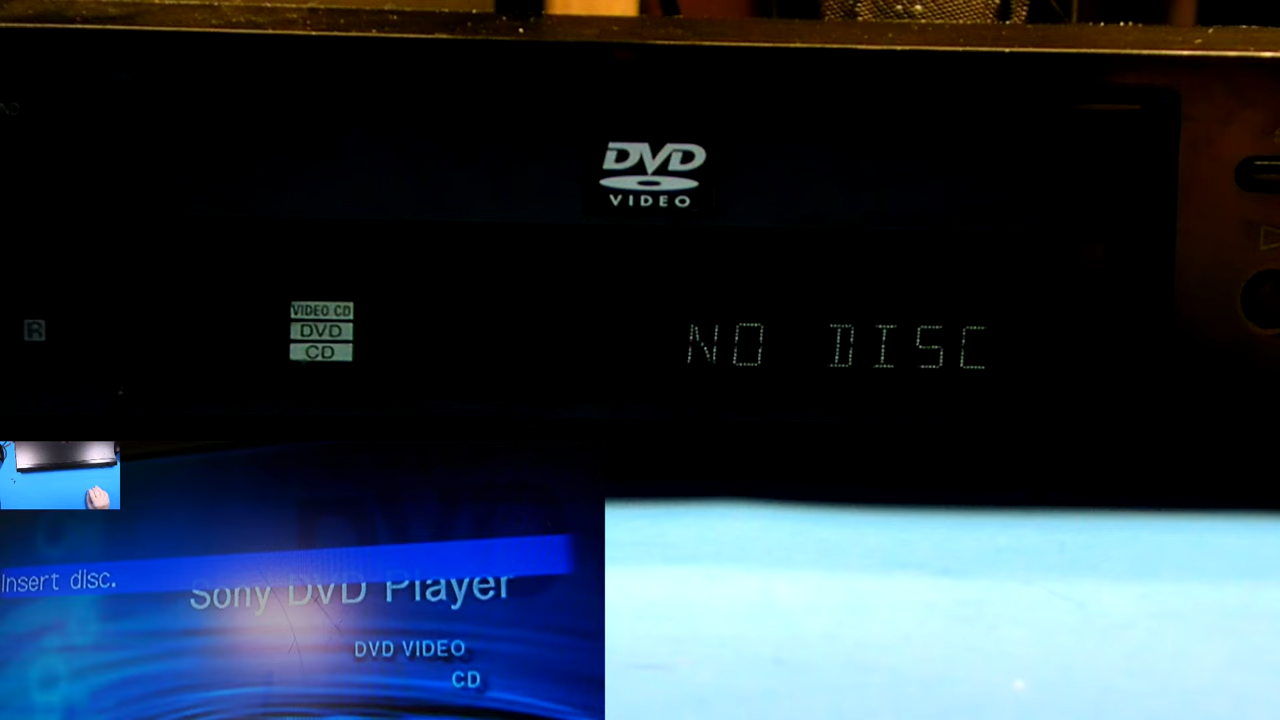 DVD
VIDEO
R
VIDEO CD
DVD
CD
NO DISC
Insert disc.
Sony DVD Player
DVD VIDEO
CD